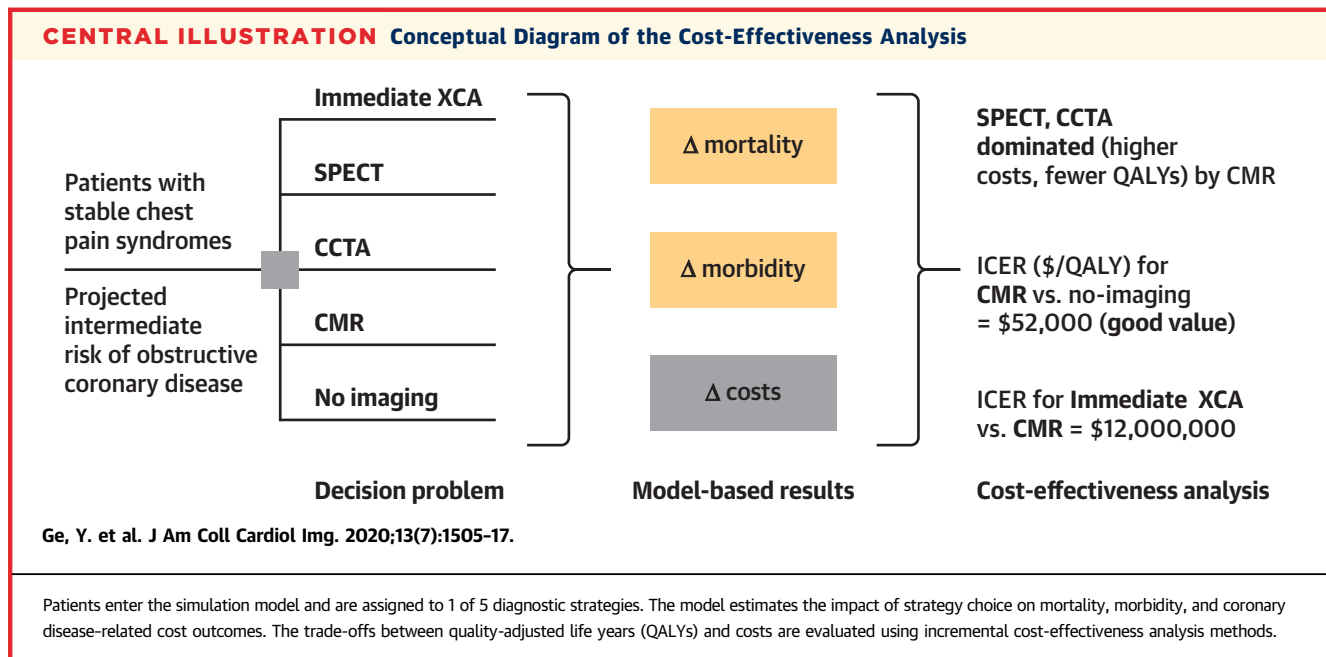 CENTRAL ILLUSTRATION Conceptual Diagram of the Cost-Effectiveness Analysis
Patients with
stable chest
pain syndromes
Projected
intermediate
risk of obstructive
coronary disease
Immediate XCA
SPECT
CCTA
CMR
No imaging
Decision problem
Δ mortality
Δ morbidity
Δ costs
Model-based results
SPECT, CCTA
dominated (higher
costs, fewer QALYs) by CMR
ICER ($/QALY) for
CMR vs. no-imaging
= $52,000 (good value)
ICER for Immediate XCA
vs. CMR = $12,000,000
Cost-effectiveness analysis
Ge, Y. et al. J Am Coll Cardiol Img. 2020;13(7):1505–17.
Patients enter the simulation model and are assigned to 1 of 5 diagnostic strategies. The model estimates the impact of strategy choice on mortality, morbidity, and coronary
disease–related cost outcomes. The trade-offs between quality-adjusted life years (QALYs) and costs are evaluated using incremental cost-effectiveness analysis methods.